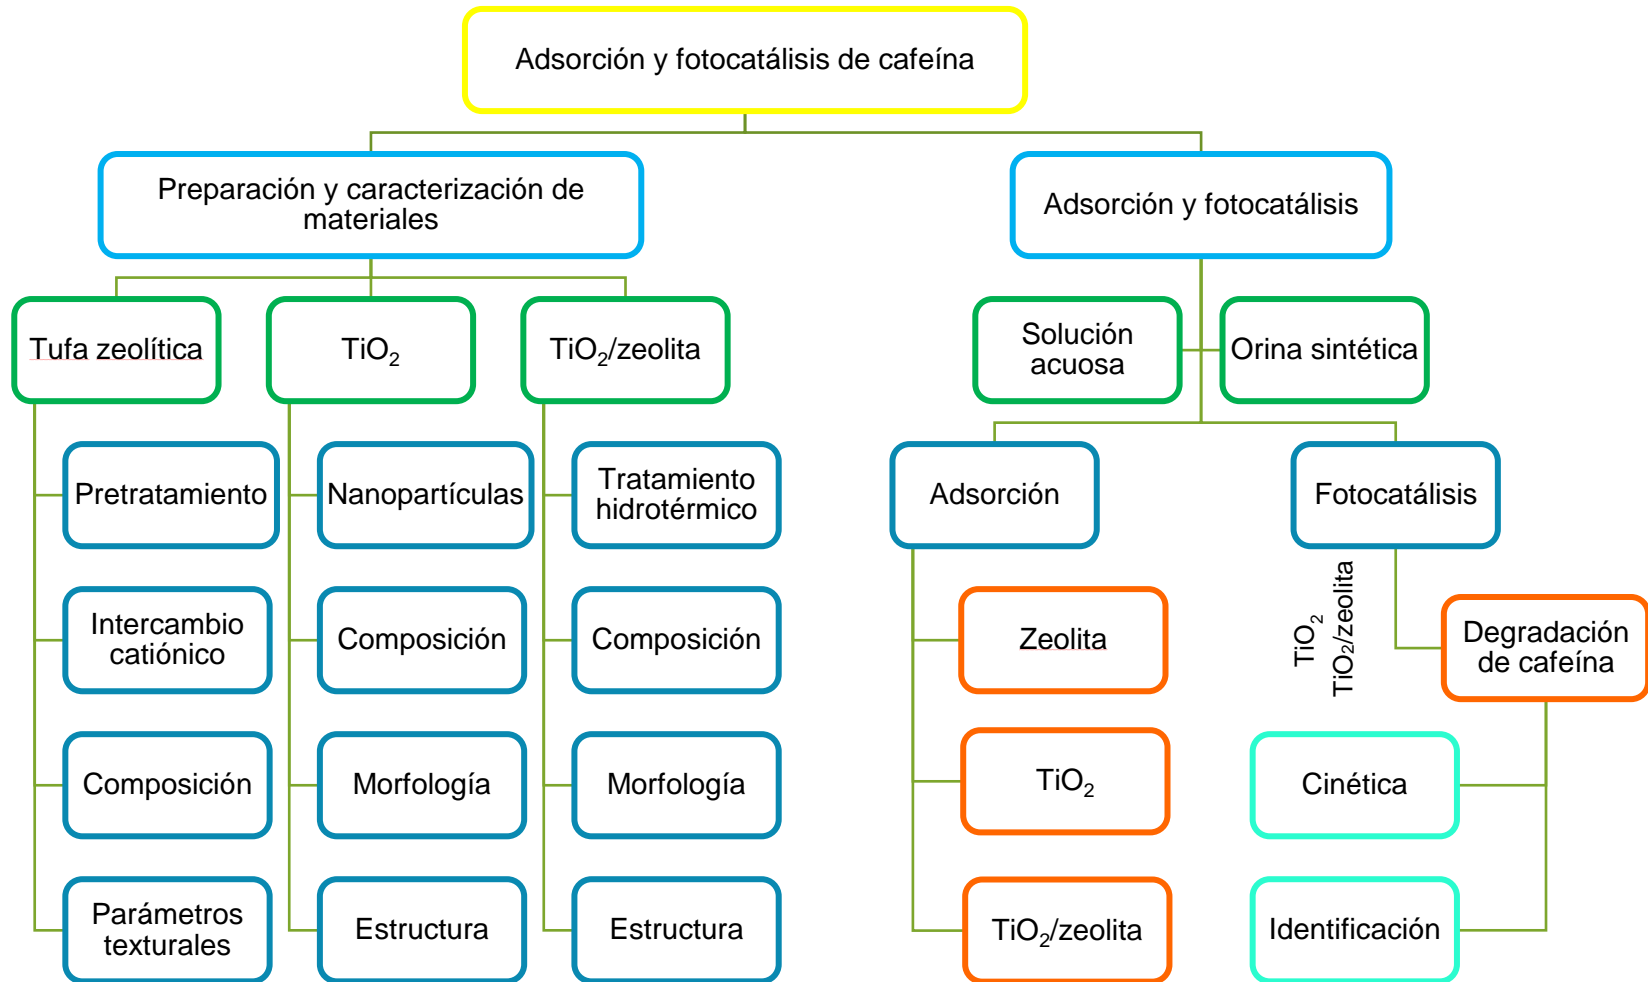 Adsorción y fotocatálisis de cafeína
Preparación y caracterización de
materiales
Adsorción y fotocatálisis
Tufa zeolítica
TiO₂
TiO₂/zeolita
Solución
acuosa
Orina sintética
Pretratamiento
Nanopartículas
Tratamiento
hidrotérmico
Adsorción
Fotocatálisis
Intercambio
catiónico
Composición
Composición
Zeolita
TiO₂
TiO₂/zeolita
Degradación
de cafeína
Composición
Morfología
Morfología
TiO₂
Cinética
Parámetros
texturales
Estructura
Estructura
TiO₂/zeolita
Identificación